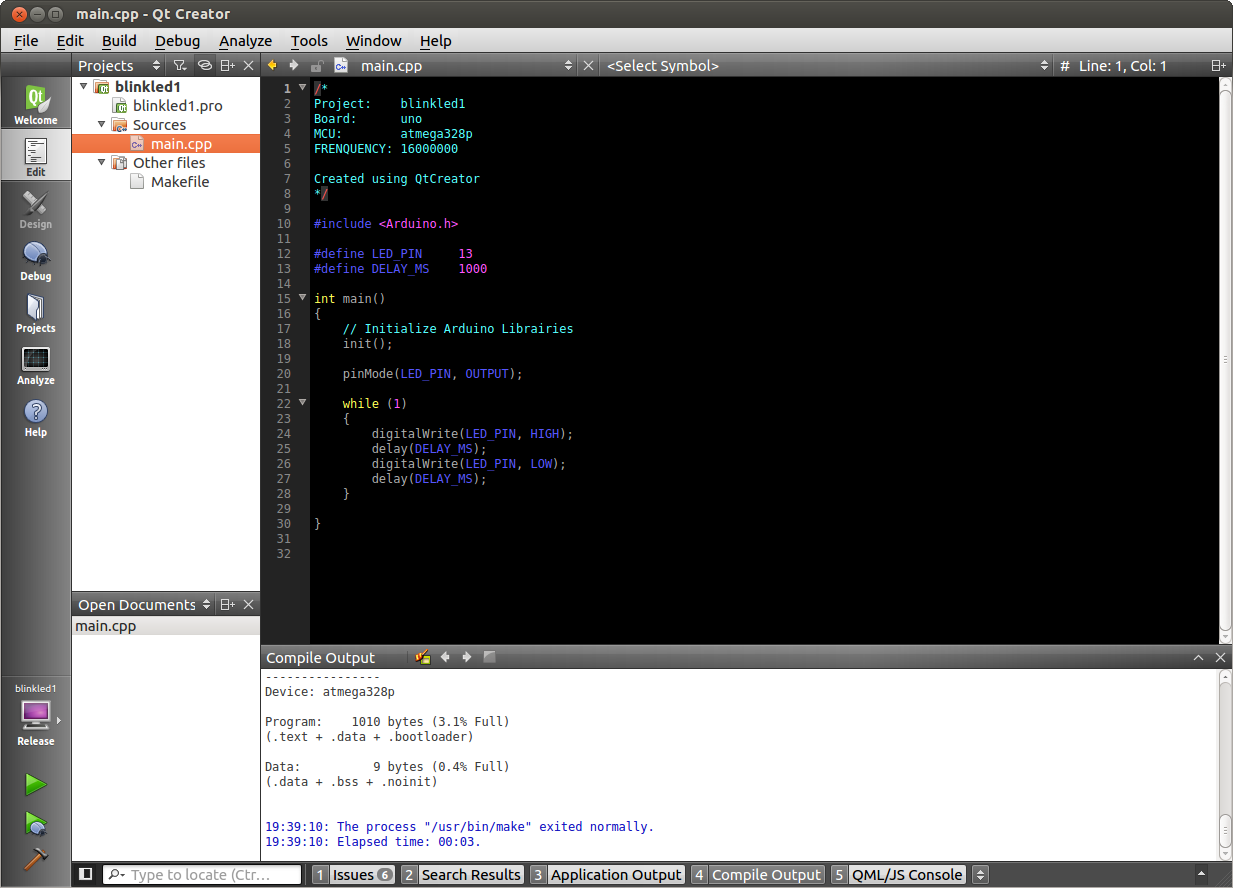 main.cpp - Qt Creator
File Edit Build Debug Analyze Tools Window Help
Projects
main.cpp
<Select Symbol>
# Line: 1, Col: 1
Welcome
Edit
Design
Debug
Projects
Analyze
Help
blinkled1
Release
blinkled1
blinkled1.pro
Sources
main.cpp
Other files
Makefile
Open Documents
main.cpp
1 /*
2 Project:    blinkled1
3 Board:      uno
4 MCU:        atmega328p
5 FRENQUENCY: 16000000
6
7 Created using QtCreator
8 */
9
10 #include <Arduino.h>
11
12 #define LED_PIN     13
13 #define DELAY_MS    1000
14
15 int main()
16 {
17     // Initialize Arduino Librairies
18     init();
19
20     pinMode(LED_PIN, OUTPUT);
21
22     while (1)
23     {
24         digitalWrite(LED_PIN, HIGH);
25         delay(DELAY_MS);
26         digitalWrite(LED_PIN, LOW);
27         delay(DELAY_MS);
28     }
29
30 }
31
32
Compile Output
----------------
Device: atmega328p
Program:    1010 bytes (3.1% Full)
(.text + .data + .bootloader)
Data:          9 bytes (0.4% Full)
(.data + .bss + .noinit)
19:39:10: The process "/usr/bin/make" exited normally.
19:39:10: Elapsed time: 00:03.
Type to locate (Ctr...
1 Issues 6
2 Search Results
3 Application Output
4 Compile Output
5 QML/JS Console